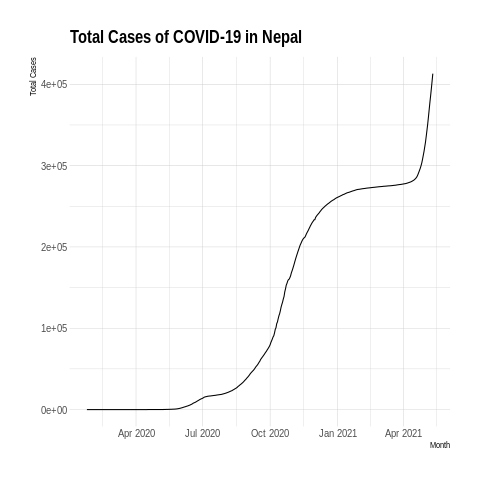 Total Cases of COVID-19 in Nepal
Total Cases
4e+05
3e+05
2e+05
1e+05
0e+00
Apr 2020 Jul 2020 Oct 2020 Jan 2021 Apr 2021
Month